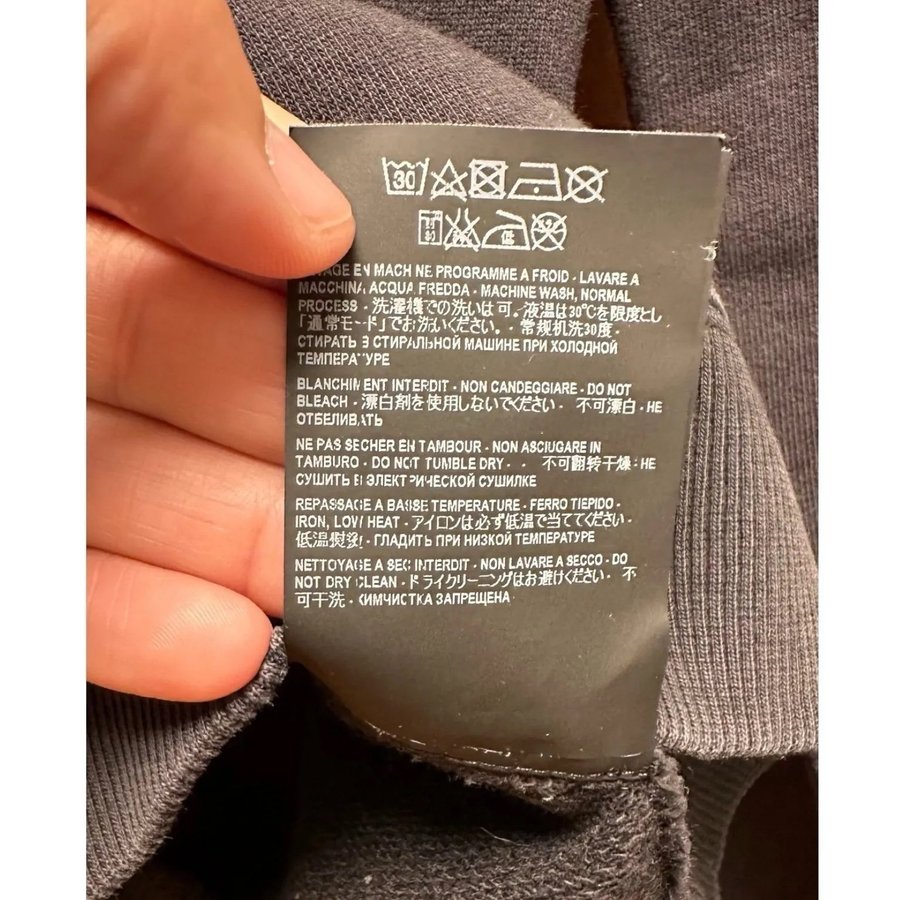 30
低
EN MACHINE PROGRAMME A FROID - LAVARE A
MACCHINA ACQUA FREDDA - MACHINE WASH, NORMAL
PROCESS - 洗濯機での洗いは可。液温は30℃を限度とし
「通常モード」でお洗いください。- 常规机洗30度 -
СТИРАТЬ В СТИРАЛЬНОЙ МАШИНЕ ПРИ ХОЛОДНОЙ
ТЕМПЕРАТУРЕ
BLANCHIMENT INTERDIT - NON CANDEGGIARE - DO NOT
BLEACH - 漂白剤を使用しないでください - 不可漂白 - НЕ
ОТБЕЛИВАТЬ
NE PAS SECHER EN TAMBOUR - NON ASCIUGARE IN
TAMBURO - DO NOT TUMBLE DRY - - 不可翻转干燥 - НЕ
СУШИТЬ В ЭЛЕКТРИЧЕСКОЙ СУШИЛКЕ
REPASSAGE A BASSE TEMPERATURE - FERRO TIEPIDO -
IRON, LOW HEAT - アイロンは必ず低温で当ててください -
低温熨烫 - ГЛАДИТЬ ПРИ НИЗКОЙ ТЕМПЕРАТУРЕ
NETTOYAGE A SEC INTERDIT - NON LAVARE A SECCO - DO
NOT DRY CLEAN - ドライクリーニングはお避けください - 不
可干洗 - ХИМЧИСТКА ЗАПРЕЩЕНА